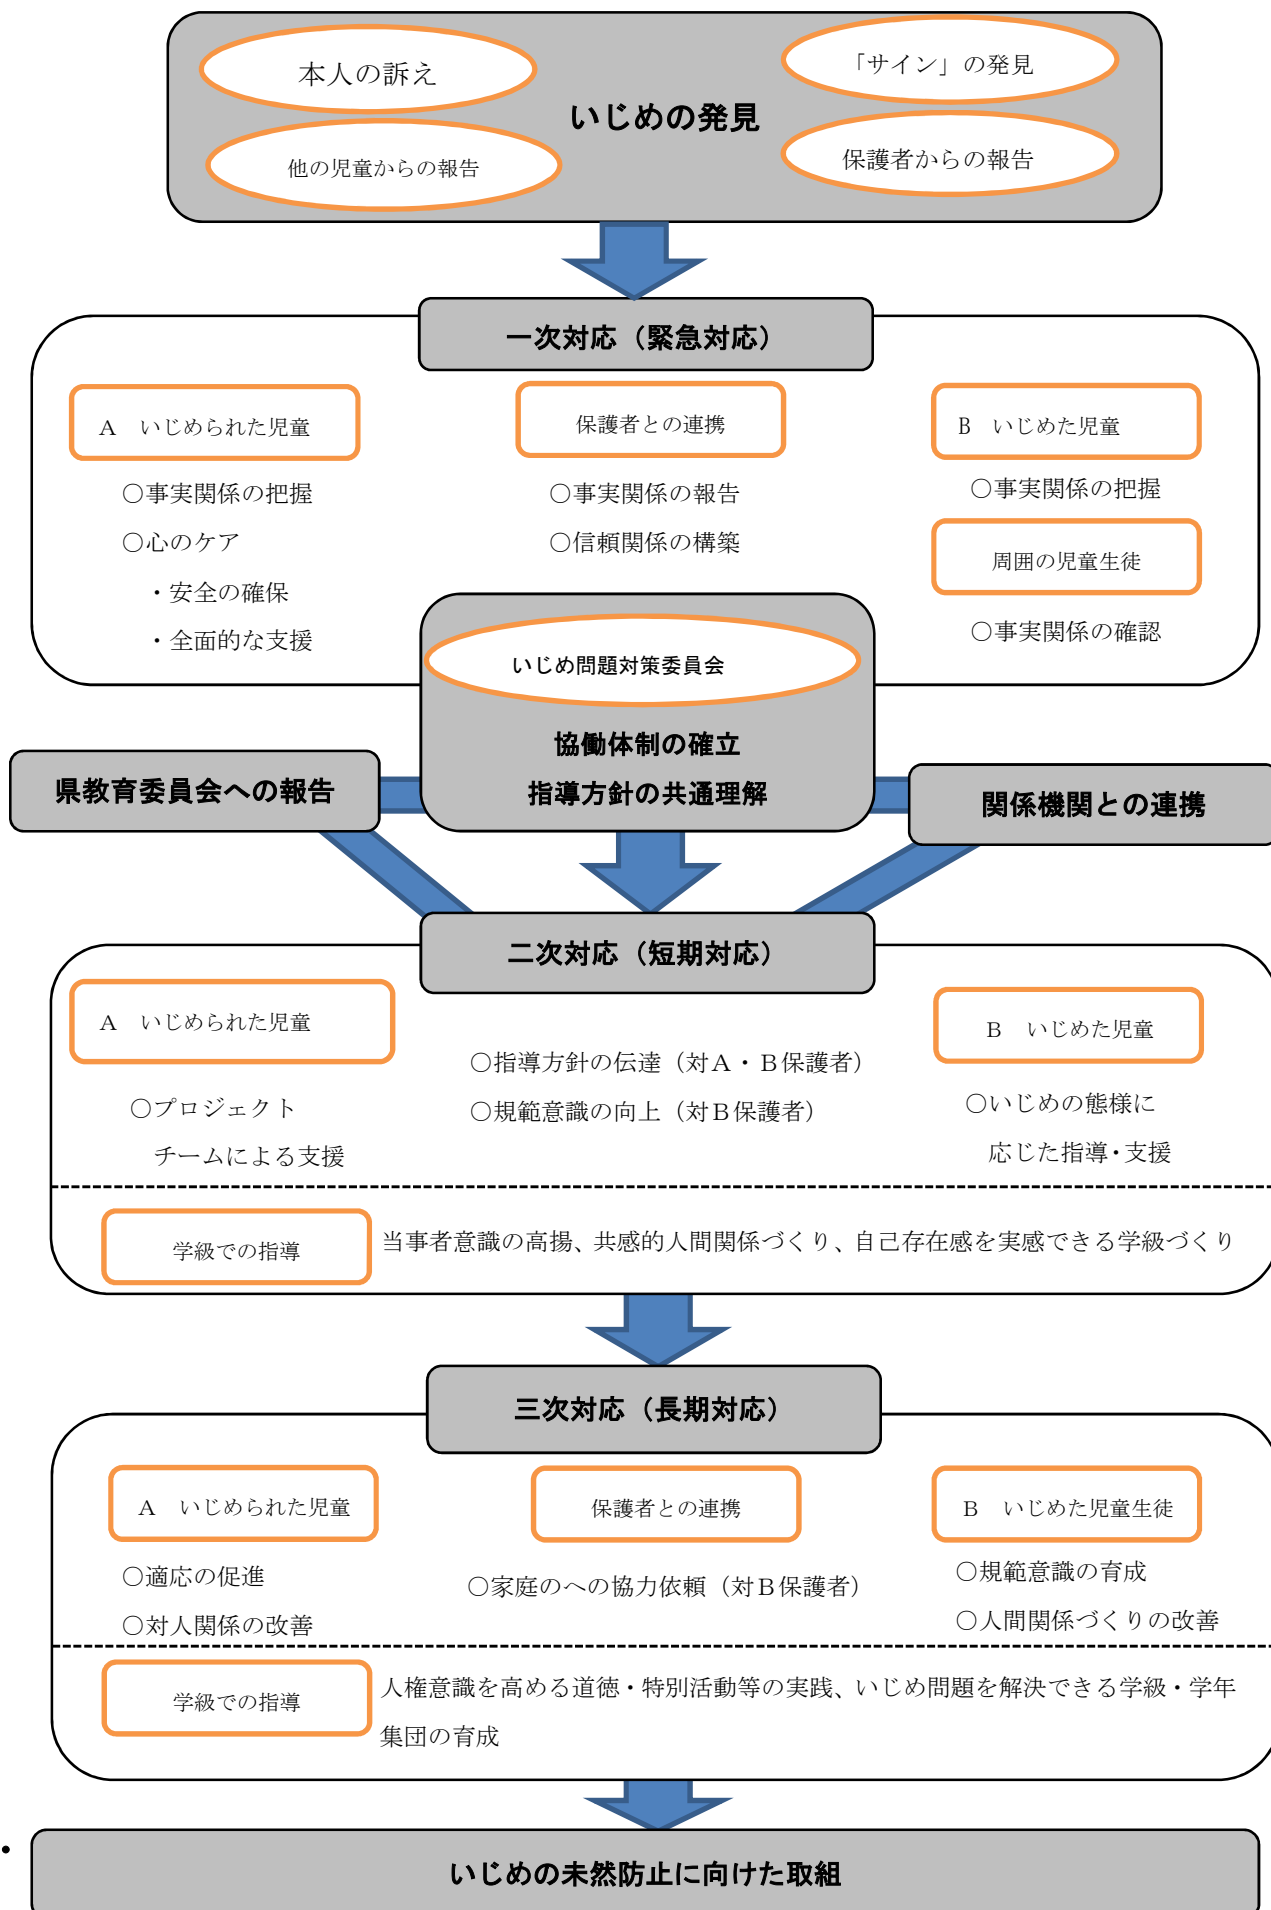 本人の訴え
「サイン」の発見
いじめの発見
他の児童からの報告
保護者からの報告
一次対応（緊急対応）
A　いじめられた児童
保護者との連携
B　いじめた児童
○事実関係の把握
○心のケア
・安全の確保
・全面的な支援
○事実関係の報告
○信頼関係の構築
○事実関係の把握
周囲の児童生徒
○事実関係の確認
いじめ問題対策委員会
協働体制の確立
指導方針の共通理解
県教育委員会への報告
関係機関との連携
二次対応（短期対応）
A　いじめられた児童
B　いじめた児童
○プロジェクト
チームによる支援
○指導方針の伝達（対A・B保護者）
○規範意識の向上（対B保護者）
○いじめの態様に
応じた指導・支援
学級での指導
当事者意識の高揚、共感的人間関係づくり、自己存在感を実感できる学級づくり
三次対応（長期対応）
A　いじめられた児童
保護者との連携
B　いじめた児童生徒
○適応の促進
○対人関係の改善
○家庭のへの協力依頼（対B保護者）
○規範意識の育成
○人間関係づくりの改善
学級での指導
人権意識を高める道徳・特別活動等の実践、いじめ問題を解決できる学級・学年
集団の育成
・
いじめの未然防止に向けた取組